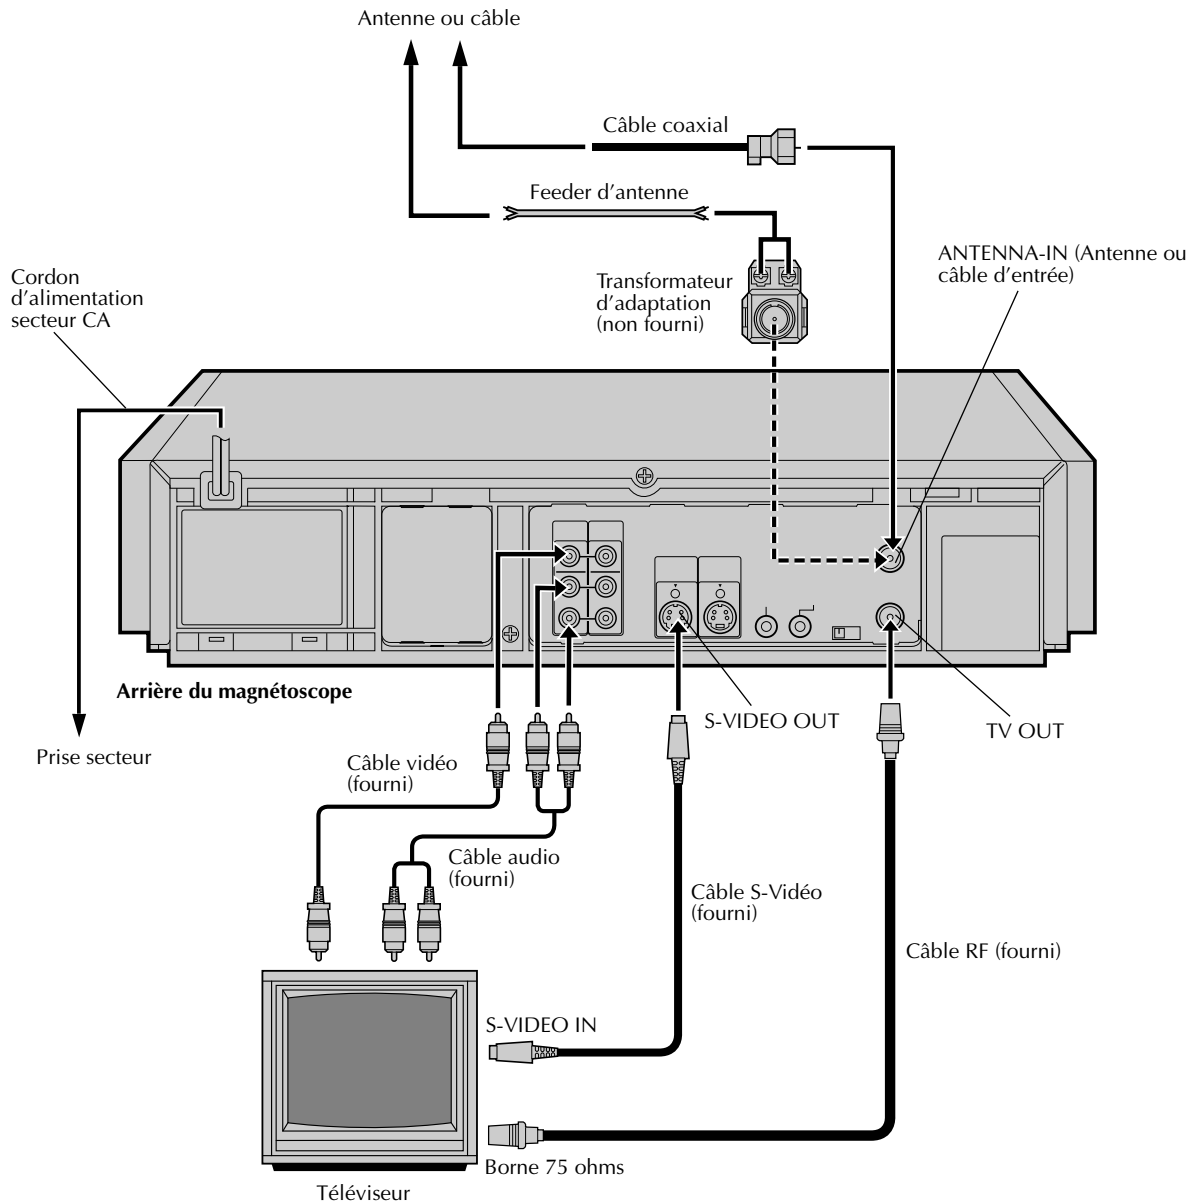 Antenne ou câble
Câble coaxial
Feeder d'antenne
ANTENNA-IN (Antenne ou
câble d'entrée)
Cordon
d'alimentation
secteur CA
Transformateur
d'adaptation
(non fourni)
Arrière du magnétoscope
S-VIDEO OUT
TV OUT
Prise secteur
Câble vidéo
(fourni)
Câble audio
(fourni)
Câble S-Vidéo
(fourni)
Câble RF (fourni)
S-VIDEO IN
Borne 75 ohms
Téléviseur